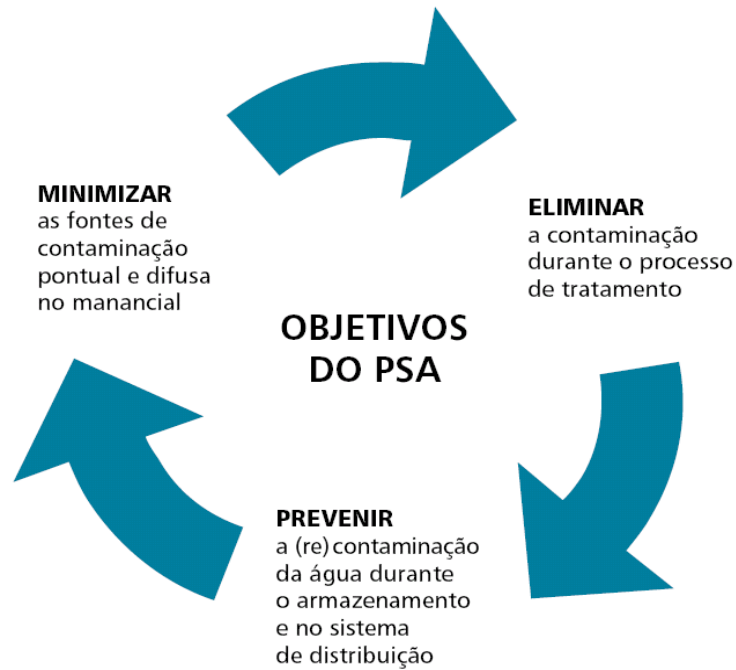 MINIMIZAR
as fontes de
contaminação
pontual e difusa
no manancial
ELIMINAR
a contaminação
durante o processo
de tratamento
OBJETIVOS
DO PSA
PREVENIR
a (re)contaminação
da água durante
o armazenamento
e no sistema
de distribuição